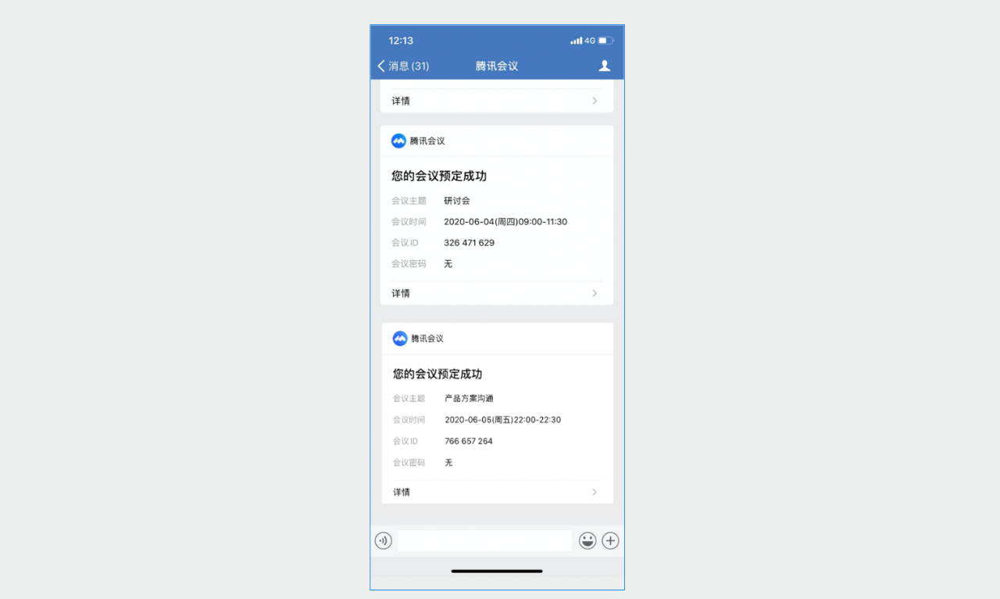 12:13
4G
消息 (31)
腾讯会议
详情
腾讯会议
您的会议预定成功
会议主题 研讨会
会议时间 2020-06-04(周四)09:00-11:30
会议 ID 326 471 629
会议密码 无
详情
腾讯会议
您的会议预定成功
会议主题 产品方案沟通
会议时间 2020-06-05(周五)22:00-22:30
会议 ID 766 657 264
会议密码 无
详情